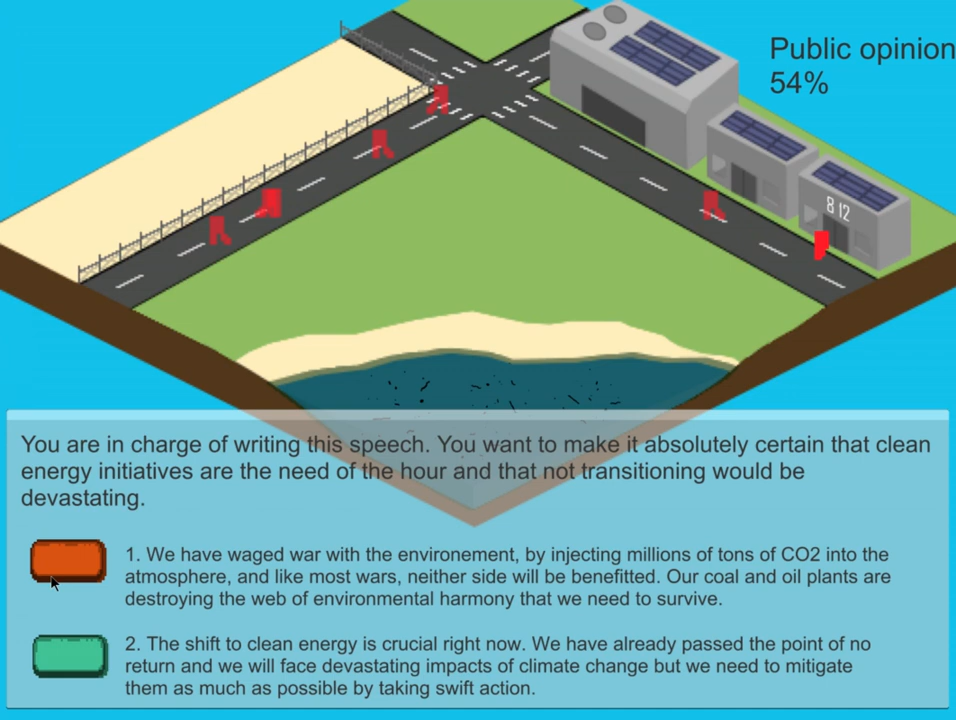 Public opinion
54%
8 12
You are in charge of writing this speech. You want to make it absolutely certain that clean
energy initiatives are the need of the hour and that not transitioning would be
devastating.
1. We have waged war with the environement, by injecting millions of tons of CO2 into the
atmosphere, and like most wars, neither side will be benefitted. Our coal and oil plants are
destroying the web of environmental harmony that we need to survive.
2. The shift to clean energy is crucial right now. We have already passed the point of no
return and we will face devastating impacts of climate change but we need to mitigate
them as much as possible by taking swift action.